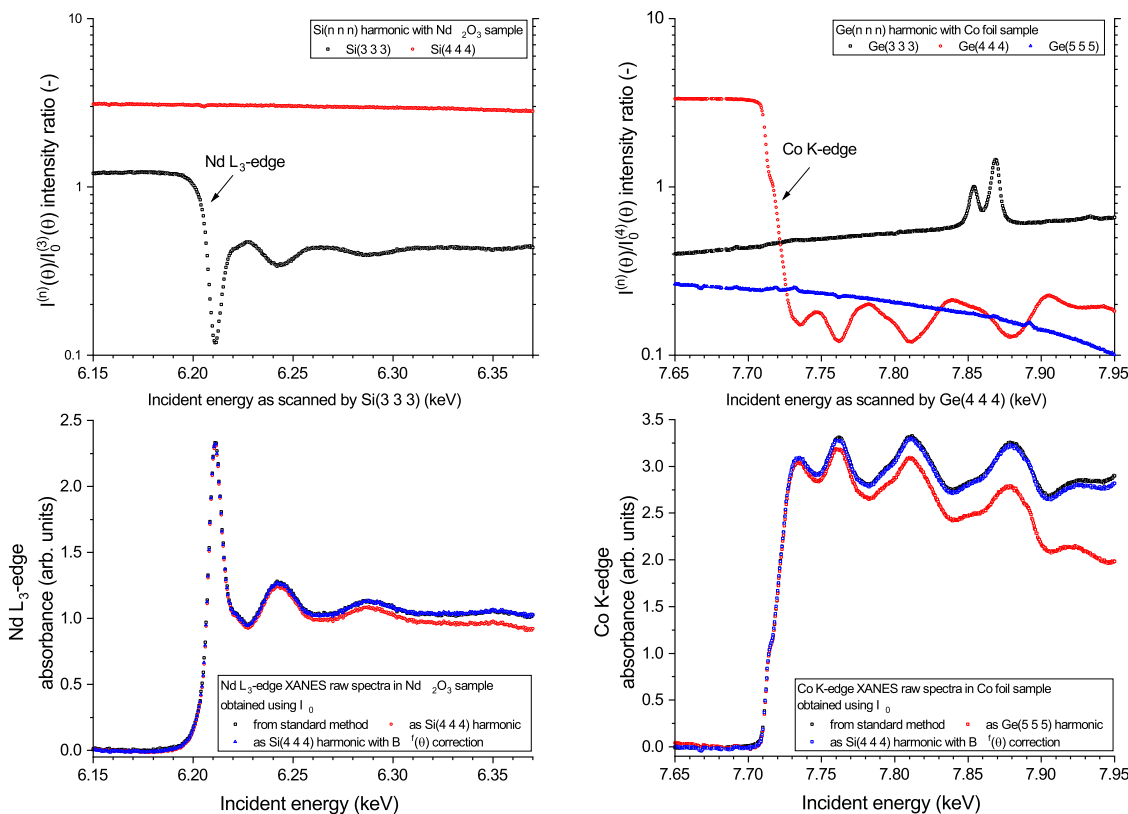 Si(n n n) harmonic with Nd 2O3 sample
Si(3 3 3) Si(4 4 4)
I(n)(θ)/I0(3)(θ) intensity ratio (-)
10
1
0.1
Nd L3-edge
6.15 6.20 6.25 6.30 6.35
Incident energy as scanned by Si(3 3 3) (keV)
Ge(n n n) harmonic with Co foil sample
Ge(3 3 3) Ge(4 4 4) Ge(5 5 5)
I(n)(θ)/I0(4)(θ) intensity ratio (-)
10
1
0.1
Co K-edge
7.65 7.70 7.75 7.80 7.85 7.90 7.95
Incident energy as scanned by Ge(4 4 4) (keV)
Nd L3-edge
absorbance (arb. units)
2.5
2.0
1.5
1.0
0.5
0.0
Nd L3-edge XANES raw spectra in Nd 2O3 sample
obtained using I 0
from standard method as Si(4 4 4) harmonic
as Si(4 4 4) harmonic with B f(θ) correction
6.15 6.20 6.25 6.30 6.35
Incident energy (keV)
Co K-edge
absorbance (arb. units)
3.5
3.0
2.5
2.0
1.5
1.0
0.5
0.0
Co K-edge XANES raw spectra in Co foil sample
obtained using I 0
from standard method as Ge(5 5 5) harmonic
as Si(4 4 4) harmonic with B f(θ) correction
7.65 7.70 7.75 7.80 7.85 7.90 7.95
Incident energy (keV)